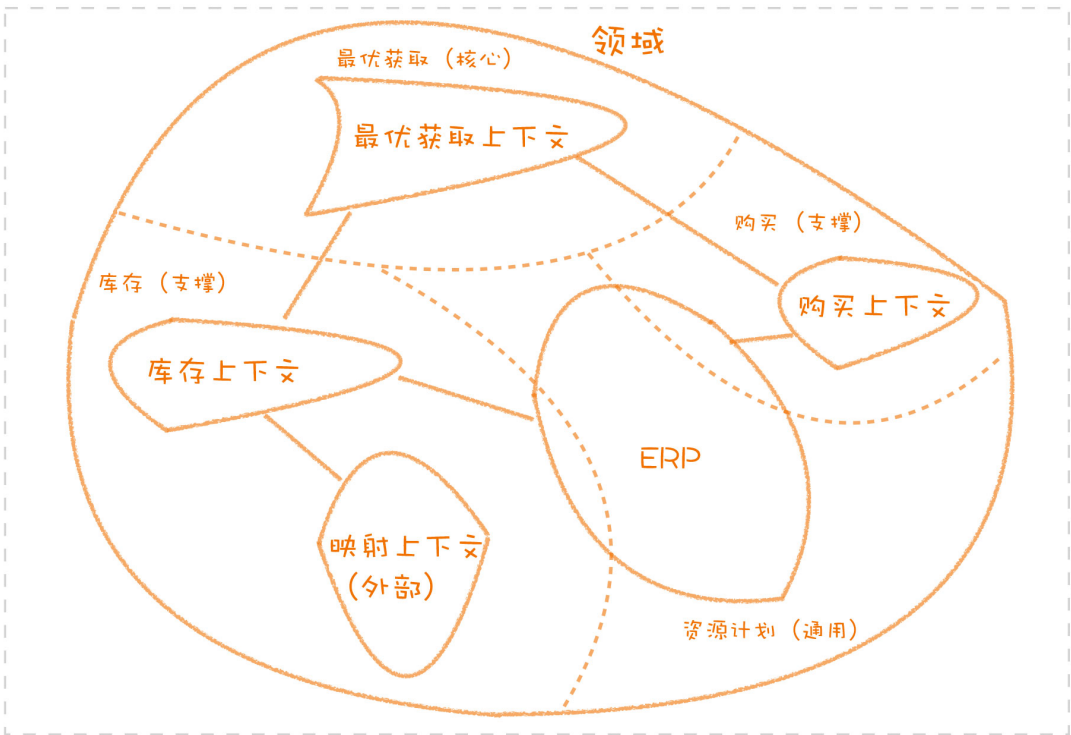 领域
最优获取（核心）
最优获取上下文
购买（支撑）
库存（支撑）
购买上下文
库存上下文
ERP
映射上下文
（外部）
资源计划（通用）